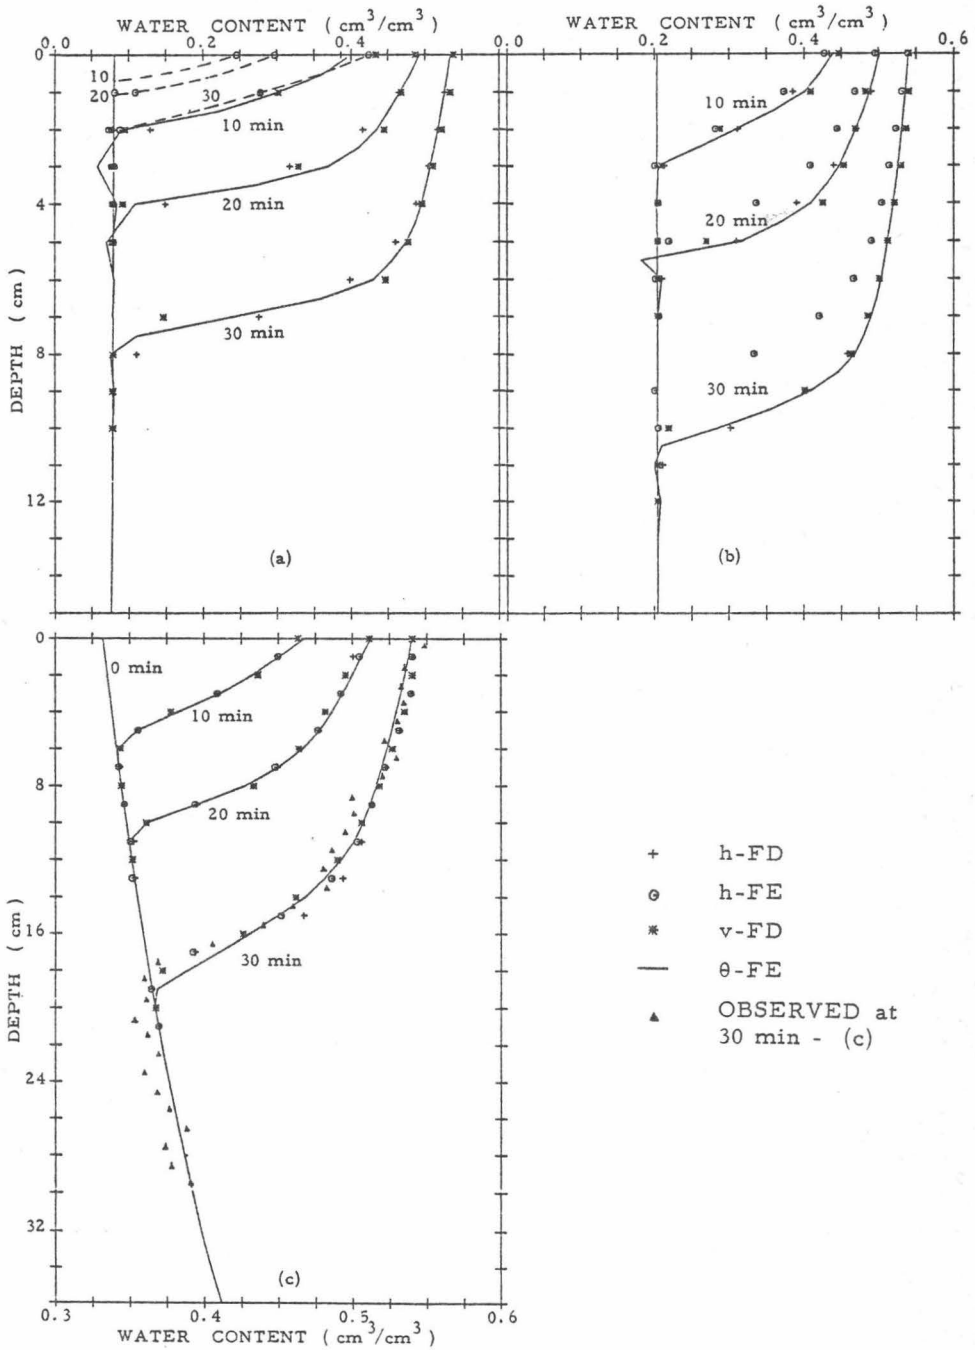 WATER CONTENT ( cm³/cm³)
WATER CONTENT ( cm³/cm³)
0.0 0.2 0.4
0.0 0.2 0.4 0.6
0
10
20
30
10 min
20 min
30 min
4
8
12
DEPTH ( cm)
(a)
10 min
20 min
30 min
(b)
0
0 min
10 min
20 min
30 min
8
16
24
32
DEPTH ( cm)
(c)
0.3 0.4 0.5 0.6
WATER CONTENT ( cm³/cm³)
+ h-FD
h-FE
v-FD
θ-FE
OBSERVED at
30 min - (c)